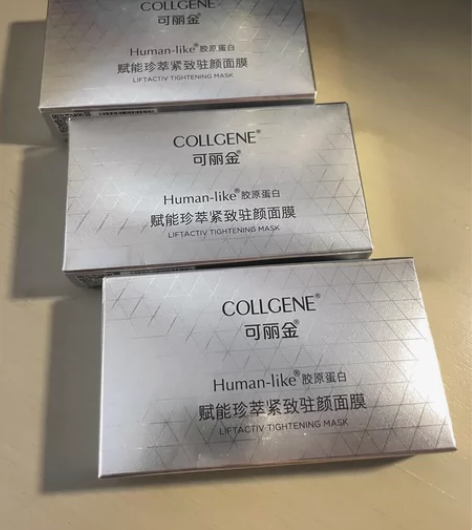 COLLGENE
可丽金®
Human-like®胶原蛋白
赋能珍萃紧致驻颜面膜
LIFTACTIV TIGHTENING MASK
COLLGENE®
可丽金®
Human-like®胶原蛋白
赋能珍萃紧致驻颜面膜
LIFTACTIV TIGHTENING MASK
COLLGENE®
可丽金®
Human-like®胶原蛋白
赋能珍萃紧致驻颜面膜
LIFTACTIV TIGHTENING MASK